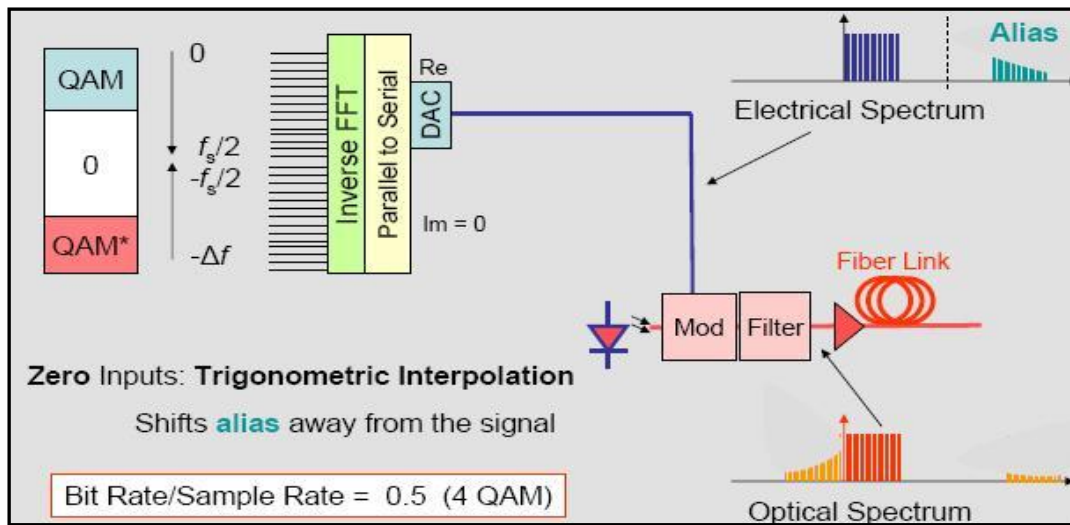 QAM
0
QAM*
0
fₛ/2
-fₛ/2
-Δf
Inverse FFT
Parallel to Serial
Re
DAC
Im = 0
Alias
Electrical Spectrum
Fiber Link
Mod
Filter
Zero Inputs: Trigonometric Interpolation
Shifts alias away from the signal
Bit Rate/Sample Rate = 0.5 (4 QAM)
Optical Spectrum